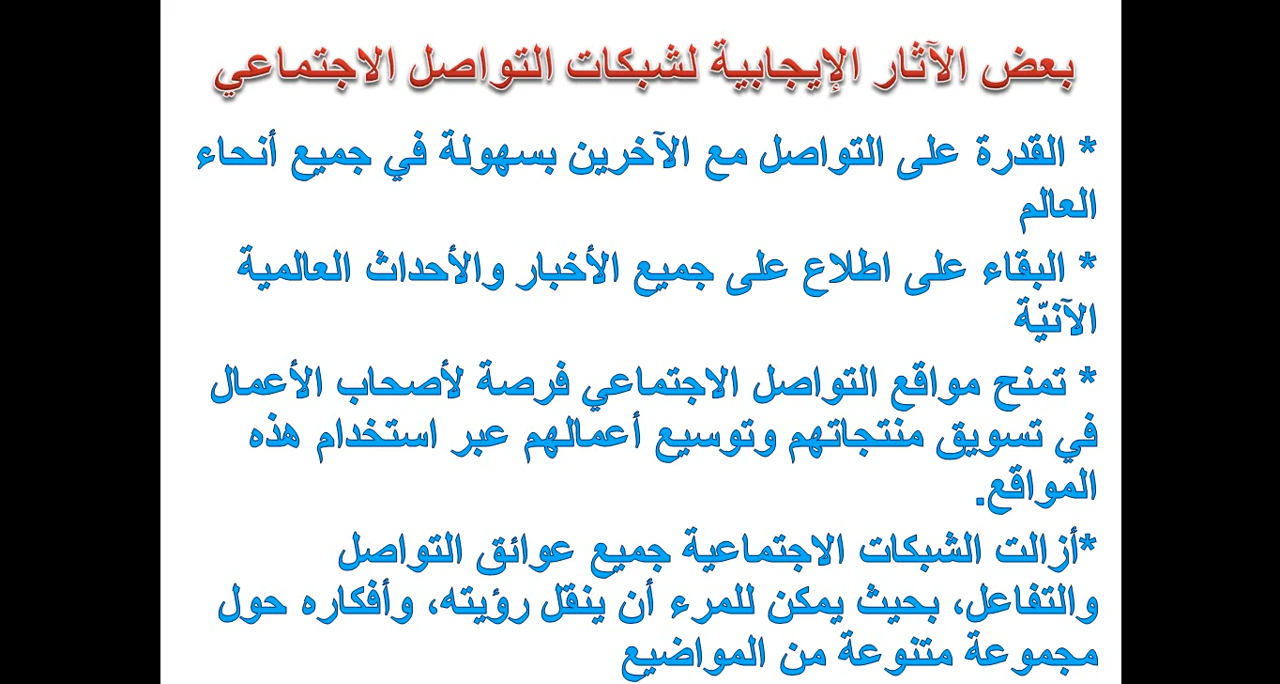 بعض الآثار الإيجابية لشبكات التواصل الاجتماعي
* القدرة على التواصل مع الآخرين بسهولة في جميع أنحاء
العالم
* البقاء على اطلاع على جميع الأخبار والأحداث العالمية
الآنيّة
* تمنح مواقع التواصل الاجتماعي فرصة لأصحاب الأعمال
في تسويق منتجاتهم وتوسيع أعمالهم عبر استخدام هذه
المواقع.
*أزالت الشبكات الاجتماعية جميع عوائق التواصل
والتفاعل، بحيث يمكن للمرء أن ينقل رؤيته، وأفكاره حول
مجموعة متنوعة من المواضيع